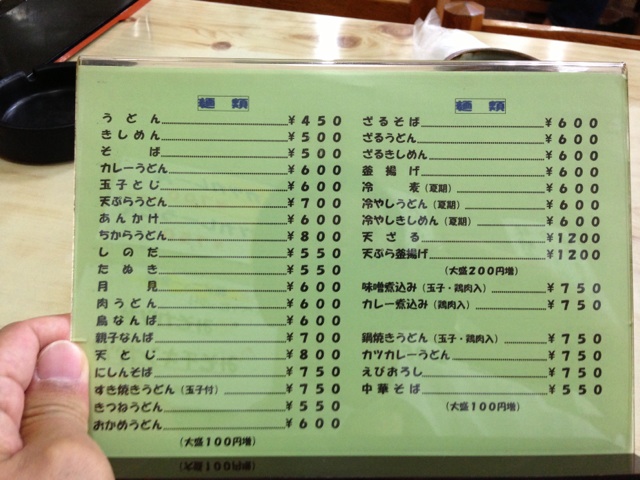 麺類
うどん ￥450
きしめん ￥500
そば ￥500
カレーうどん ￥600
玉子とじ ￥600
天ぷらうどん ￥700
あんかけ ￥600
ちからうどん ￥800
しのだ ￥550
たぬき ￥550
月見 ￥600
肉うどん ￥600
鳥なんば ￥600
親子なんば ￥700
天とじ ￥800
にしんそば ￥750
すき焼きうどん（玉子付） ￥750
きつねうどん ￥550
おかめうどん ￥600
（大盛100円増）
麺類
ざるそば ￥600
ざるうどん ￥600
ざるきしめん ￥600
釜揚げ ￥600
冷麦（夏期） ￥600
冷やしうどん（夏期） ￥600
冷やしきしめん（夏期） ￥600
天ざる ￥1200
天ぷら釜揚げ ￥1200
（大盛200円増）
味噌煮込み（玉子・鶏肉入） ￥750
カレー煮込み（鶏肉入） ￥750
鍋焼きうどん（玉子・鶏肉入） ￥750
カツカレーうどん ￥750
えびおろし ￥750
中華そば ￥550
（大盛100円増）